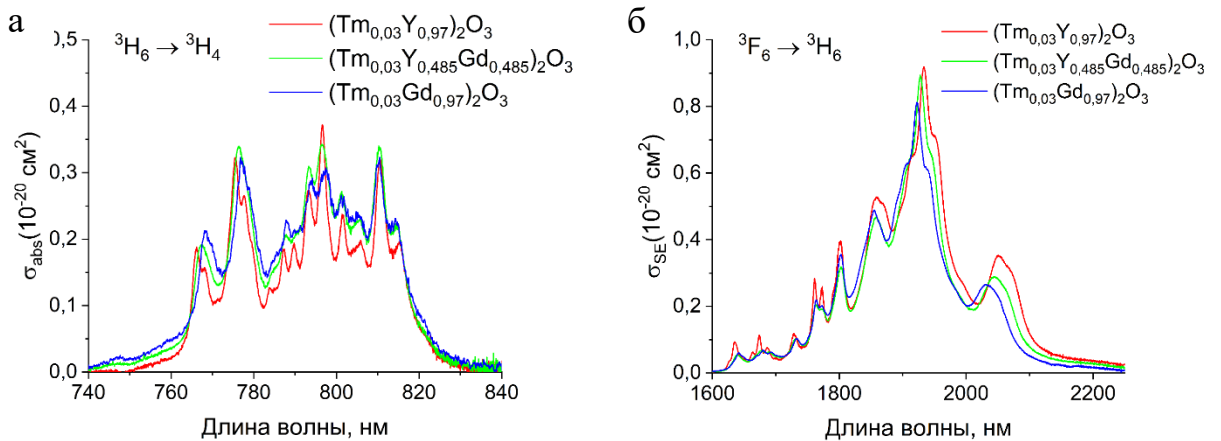 а
³H₆ → ³H₄
(Tm₀,₀₃Y₀,₉₇)₂O₃
(Tm₀,₀₃Y₀,₄₈₅Gd₀,₄₈₅)₂O₃
(Tm₀,₀₃Gd₀,₉₇)₂O₃
σabs(10⁻²⁰ см²)
0,5
0,4
0,3
0,2
0,1
0,0
740 760 780 800 820 840
Длина волны, нм
б
³F₆ → ³H₆
(Tm₀,₀₃Y₀,₉₇)₂O₃
(Tm₀,₀₃Y₀,₄₈₅Gd₀,₄₈₅)₂O₃
(Tm₀,₀₃Gd₀,₉₇)₂O₃
σSE(10⁻²⁰ см²)
1,0
0,8
0,6
0,4
0,2
0,0
1600 1800 2000 2200
Длина волны, нм